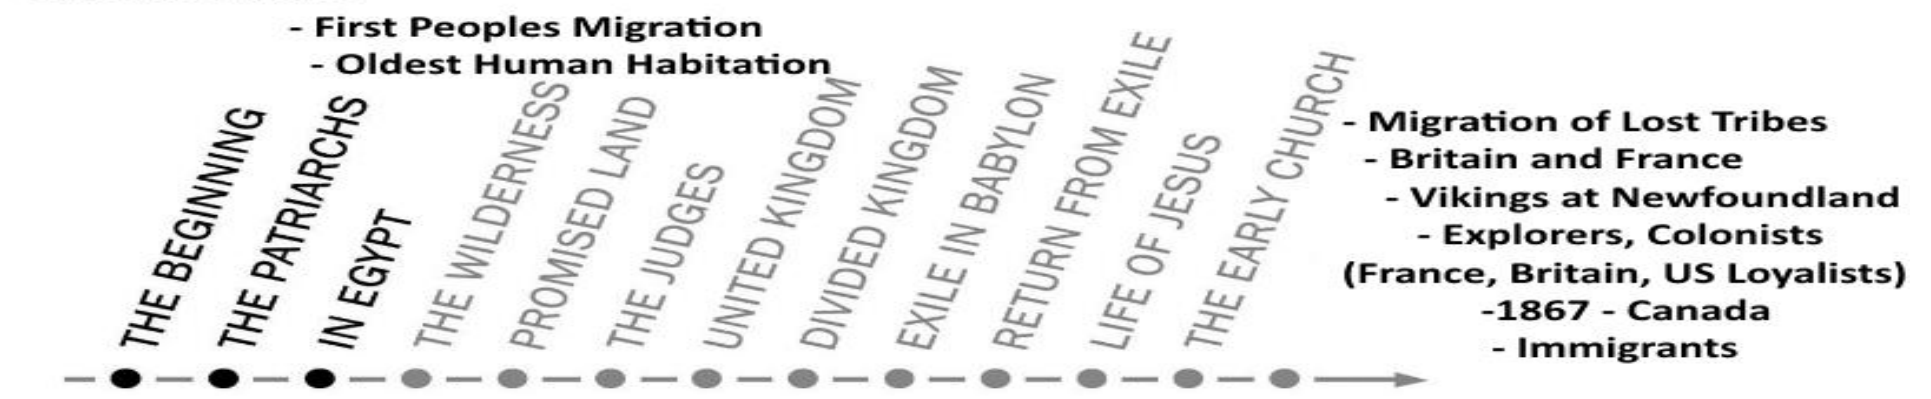 - First Peoples Migration
- Oldest Human Habitation
THE BEGINNING
THE PATRIARCHS
IN EGYPT
THE WILDERNESS
PROMISED LAND
THE JUDGES
UNITED KINGDOM
DIVIDED KINGDOM
EXILE IN BABYLON
RETURN FROM EXILE
LIFE OF JESUS
THE EARLY CHURCH
- Migration of Lost Tribes
- Britain and France
- Vikings at Newfoundland
- Explorers, Colonists
(France, Britain, US Loyalists)
-1867 - Canada
- Immigrants